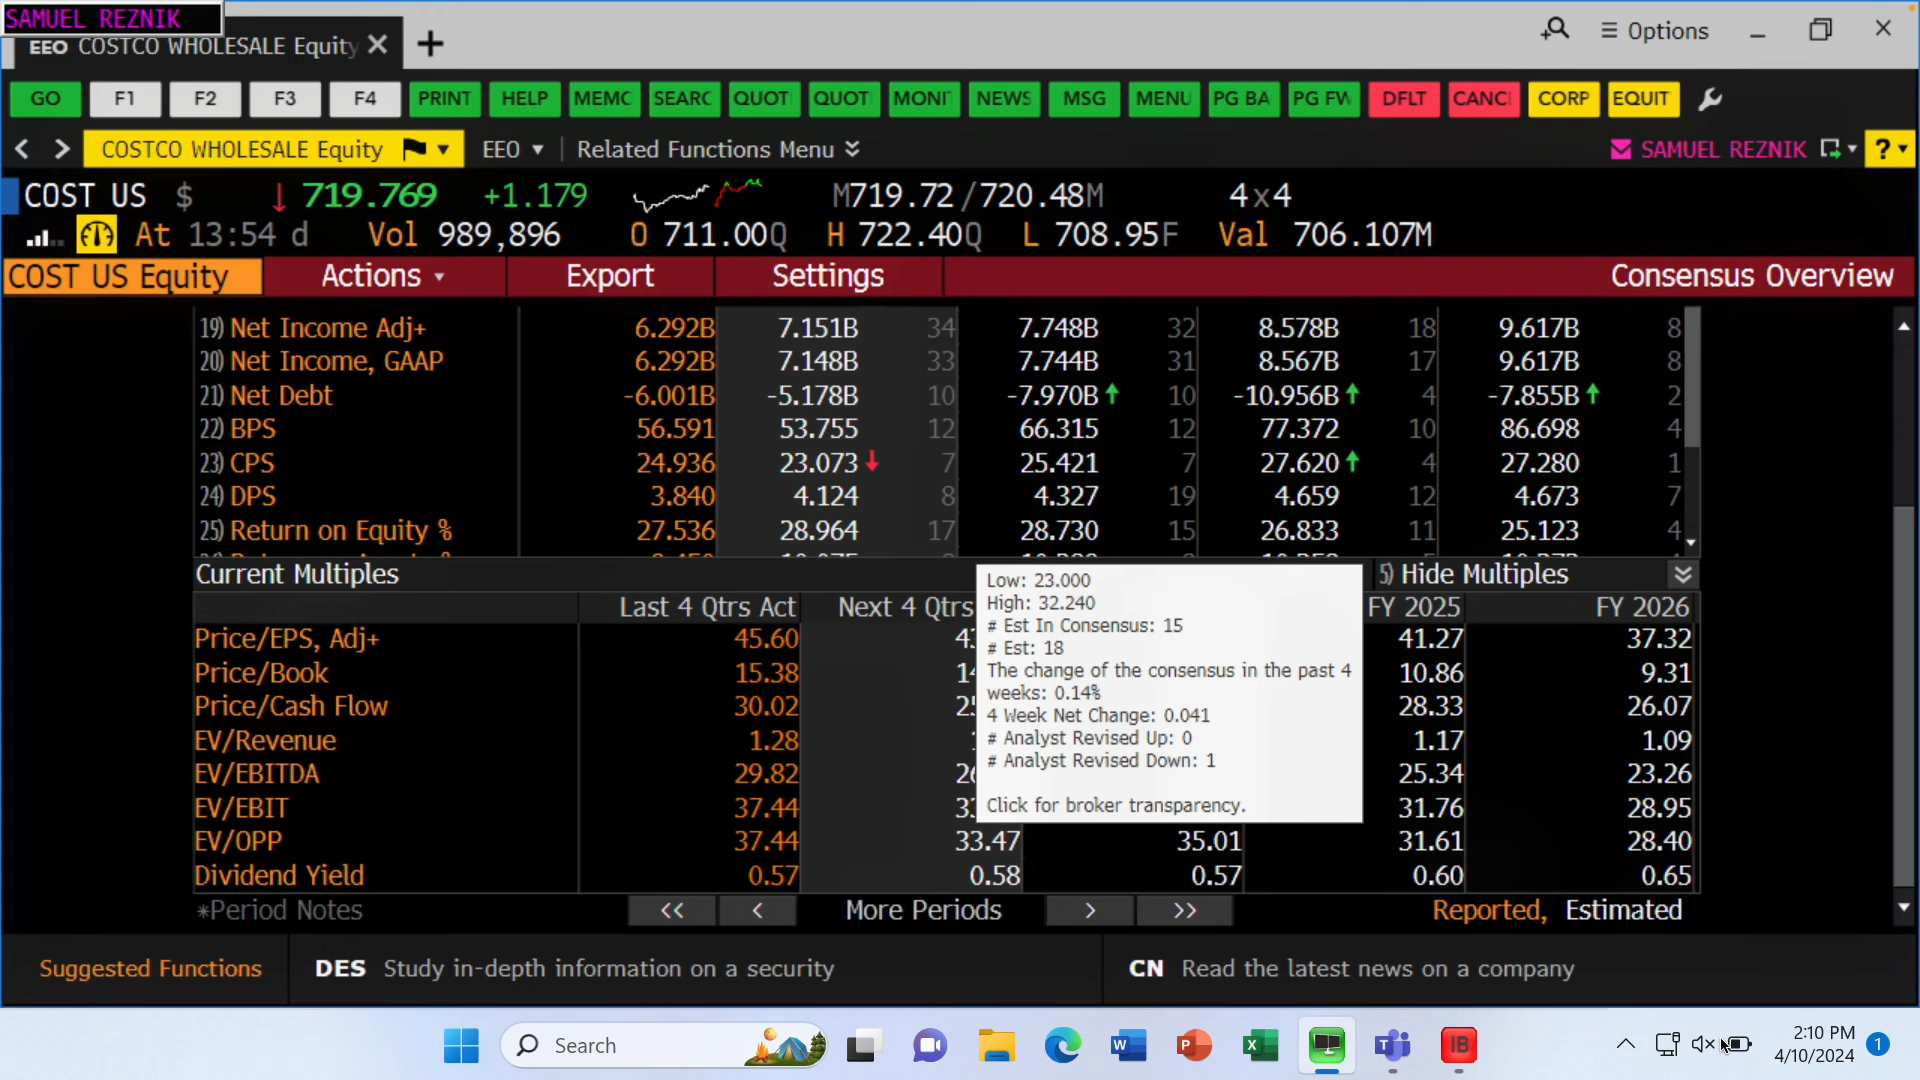 SAMUEL REZNIK
EEO COSTCO WHOLESALE Equity
Options
GO F1 F2 F3 F4 PRINT HELP MEMC SEARC QUOT QUOT MONI NEWS MSG MENU PG BA PG FW DFLT CANC CORP EQUIT
COSTCO WHOLESALE Equity EEO Related Functions Menu SAMUEL REZNIK ?
COST US $ 719.769 +1.179 M719.72/720.48M 4x4
At 13:54 d Vol 989,896 O 711.00Q H 722.40Q L 708.95F Val 706.107M
COST US Equity Actions Export Settings Consensus Overview
19) Net Income Adj+ 6.292B 7.151B 34 7.748B 32 8.578B 18 9.617B 8
20) Net Income, GAAP 6.292B 7.148B 33 7.744B 31 8.567B 17 9.617B 8
21) Net Debt -6.001B -5.178B 10 -7.970B 10 -10.956B 4 -7.855B 2
22) BPS 56.591 53.755 12 66.315 12 77.372 10 86.698 4
23) CPS 24.936 23.073 7 25.421 7 27.620 4 27.280 1
24) DPS 3.840 4.124 8 4.327 19 4.659 12 4.673 7
25) Return on Equity % 27.536 28.964 17 28.730 15 26.833 11 25.123 4
Current Multiples 5) Hide Multiples
Last 4 Qtrs Act Next 4 Qtrs FY 2025 FY 2026
Price/EPS, Adj+ 45.60 41.27 37.32
Price/Book 15.38 10.86 9.31
Price/Cash Flow 30.02 28.33 26.07
EV/Revenue 1.28 1.17 1.09
EV/EBITDA 29.82 25.34 23.26
EV/EBIT 37.44 31.76 28.95
EV/OPP 37.44 33.47 35.01 31.61 28.40
Dividend Yield 0.57 0.58 0.57 0.60 0.65
Low: 23.000
High: 32.240
# Est In Consensus: 15
# Est: 18
The change of the consensus in the past 4
weeks: 0.14%
4 Week Net Change: 0.041
# Analyst Revised Up: 0
# Analyst Revised Down: 1
Click for broker transparency.
*Period Notes << < More Periods > >> Reported, Estimated
Suggested Functions DES Study in-depth information on a security CN Read the latest news on a company
Search 2:10 PM
4/10/2024 1